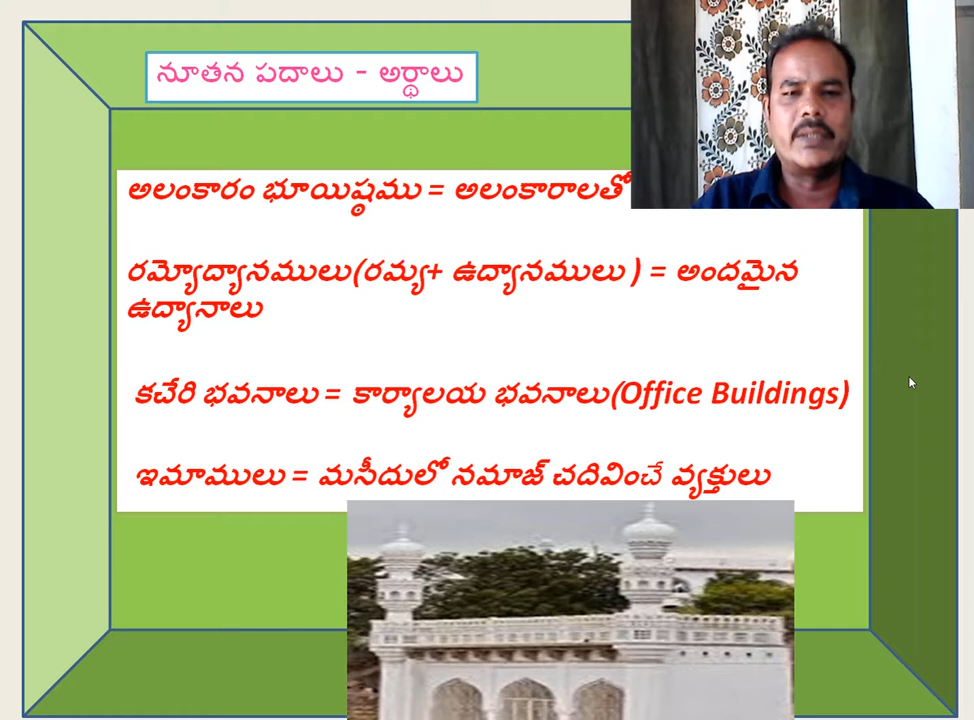 నూతన పదాలు - అర్థాలు
అలంకారం భూయిష్ఠము = అలంకారాలతో
రమ్యోద్యానములు(రమ్య+ ఉద్యానములు ) = అందమైన
ఉద్యానాలు
కచేరి భవనాలు = కార్యాలయ భవనాలు(Office Buildings)
ఇమాములు = మసీదులో నమాజ్ చదివించే వ్యక్తులు